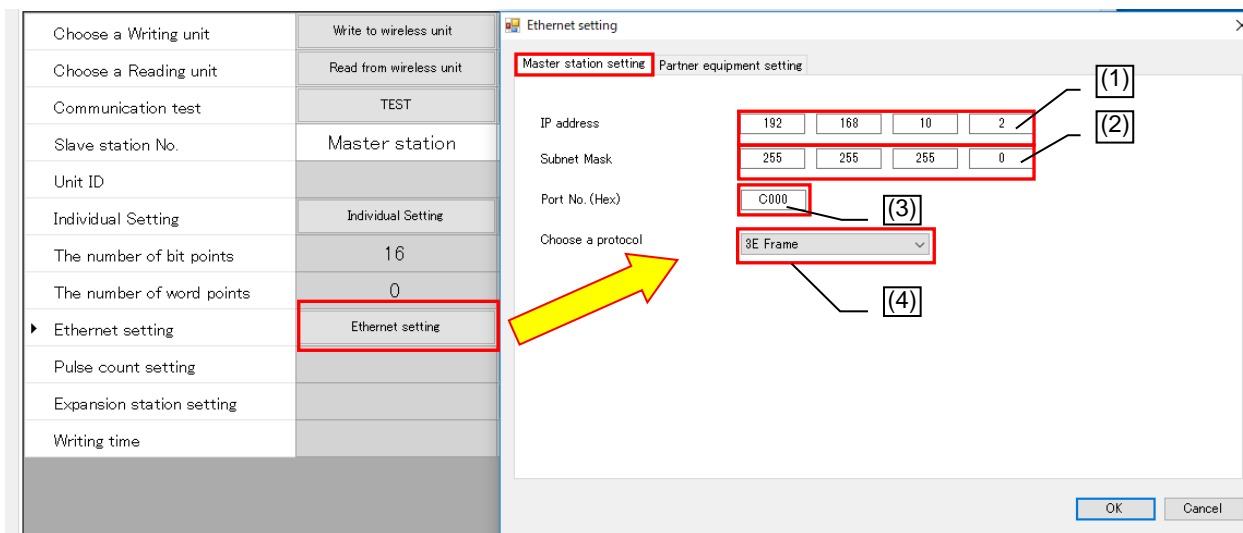 Choose a Writing unit Write to wireless unit
Choose a Reading unit Read from wireless unit
Communication test TEST
Slave station No. Master station
Unit ID
Individual Setting Individual Setting
The number of bit points 16
The number of word points 0
Ethernet setting Ethernet setting
Pulse count setting
Expansion station setting
Writing time
Ethernet setting
Master station setting Partner equipment setting
(1)
IP address 192 168 10 2
(2)
Subnet Mask 255 255 255 0
Port No. (Hex) C000
(3)
Choose a protocol 3E Frame
(4)
OK Cancel